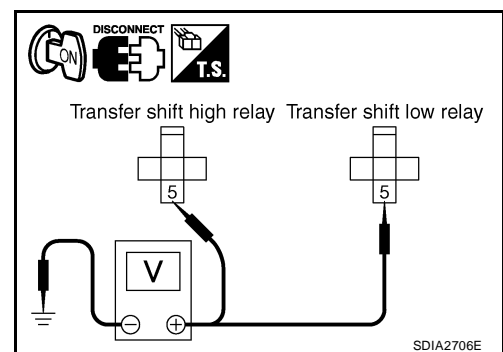 DISCONNECT
ON
T.S.
Transfer shift high relay Transfer shift low relay
5 5
V
SDIA2706E